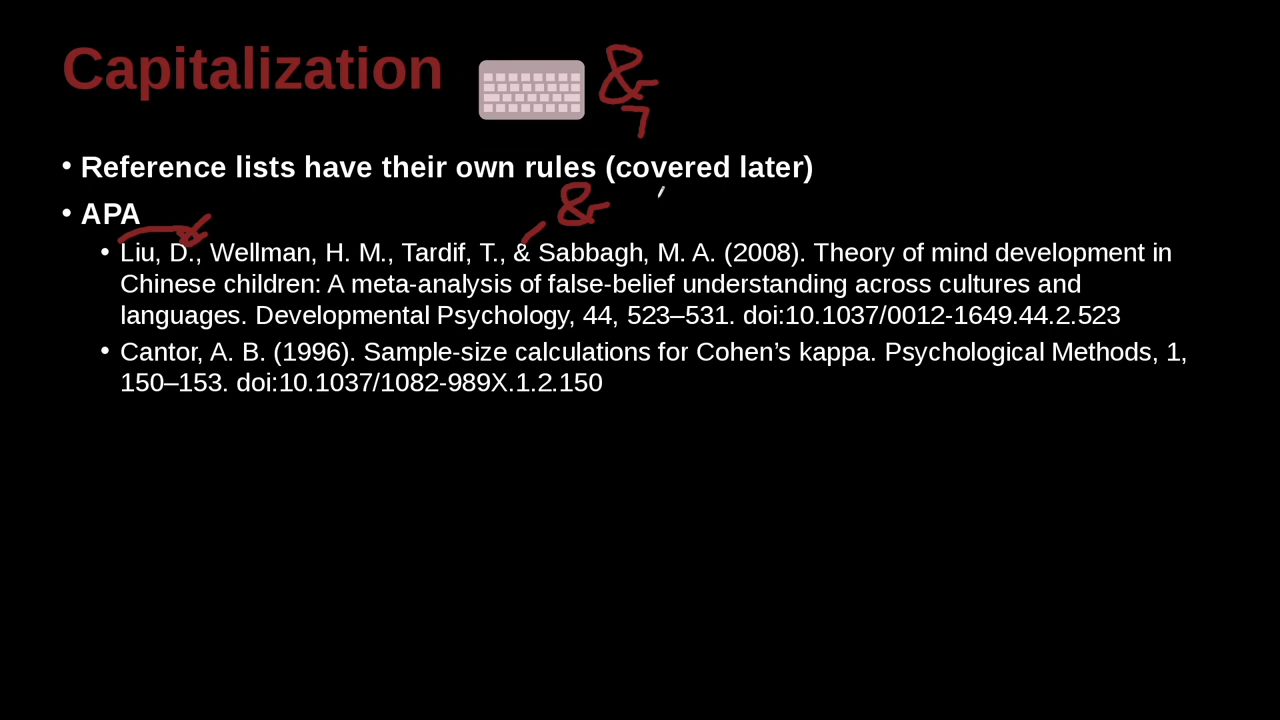 Capitalization &
7
• Reference lists have their own rules (covered later)
&
• APA
• Liu, D., Wellman, H. M., Tardif, T., & Sabbagh, M. A. (2008). Theory of mind development in
Chinese children: A meta-analysis of false-belief understanding across cultures and
languages. Developmental Psychology, 44, 523–531. doi:10.1037/0012-1649.44.2.523
• Cantor, A. B. (1996). Sample-size calculations for Cohen’s kappa. Psychological Methods, 1,
150–153. doi:10.1037/1082-989X.1.2.150